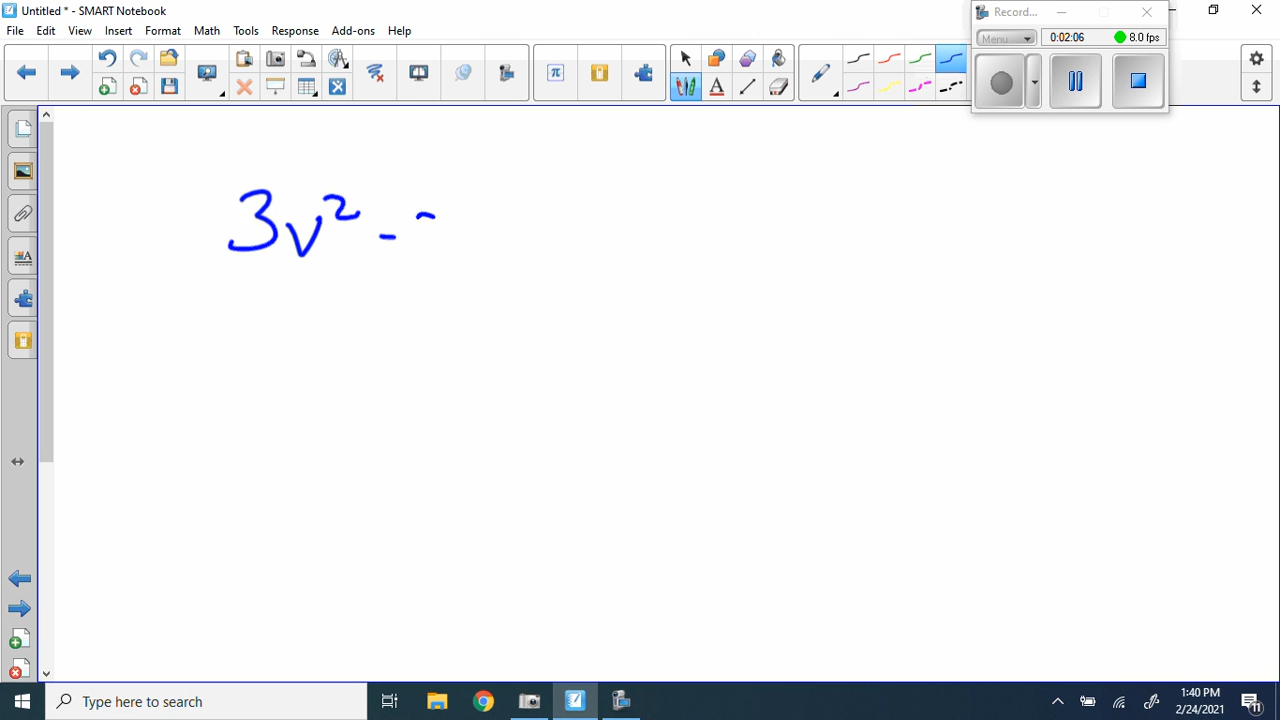 Untitled * - SMART Notebook
Record...
File Edit View Insert Format Math Tools Response Add-ons Help
Menu 0:02:06 8.0 fps
π
A
3v² -
Type here to search
1:40 PM
2/24/2021
11